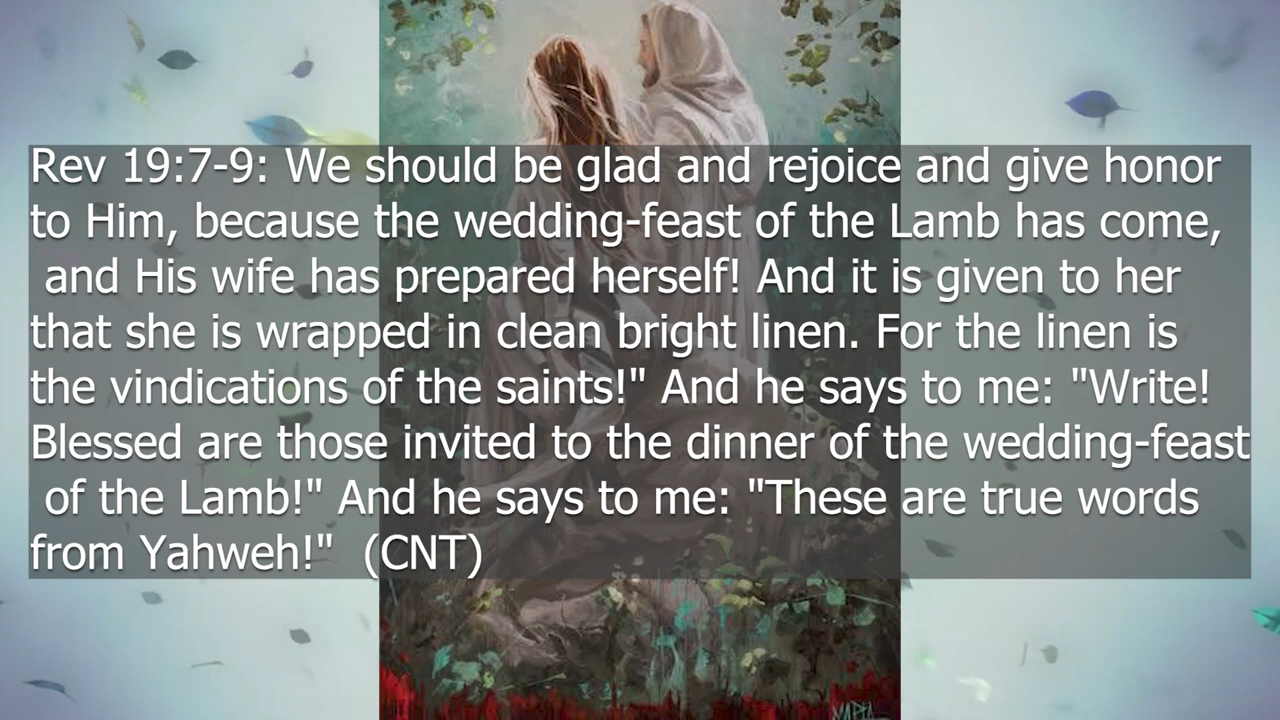 Rev 19:7-9: We should be glad and rejoice and give honor
to Him, because the wedding-feast of the Lamb has come,
and His wife has prepared herself! And it is given to her
that she is wrapped in clean bright linen. For the linen is
the vindications of the saints!" And he says to me: "Write!
Blessed are those invited to the dinner of the wedding-feast
of the Lamb!" And he says to me: "These are true words
from Yahweh!" (CNT)